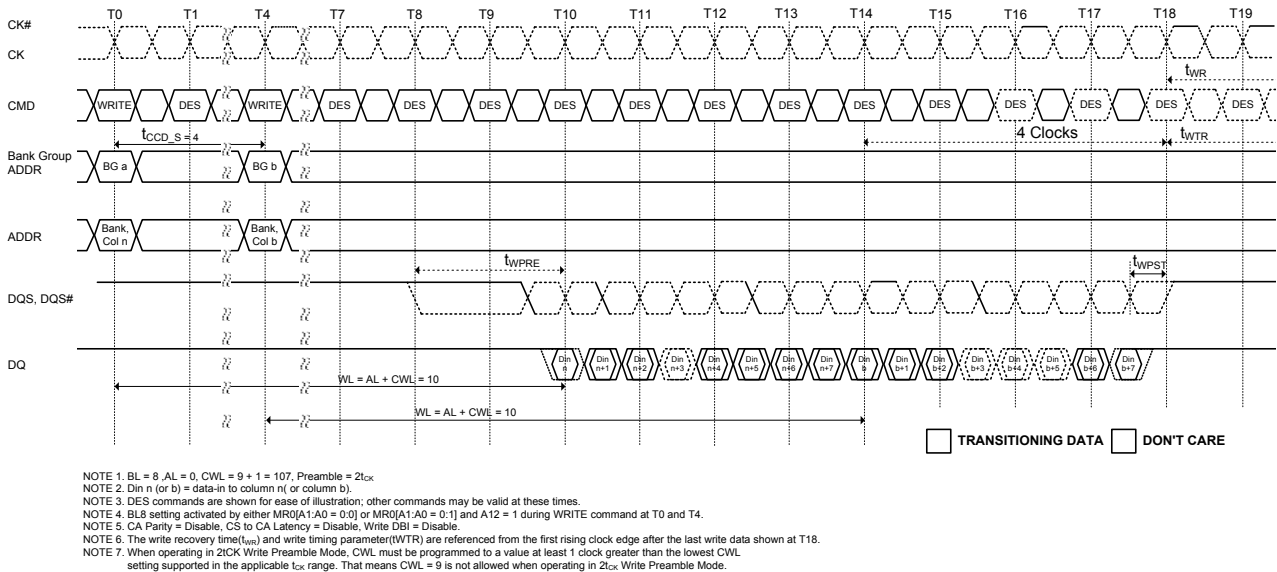 T0 T1 T4 T7 T8 T9 T10 T11 T12 T13 T14 T15 T16 T17 T18 T19
CK#
CK
tWR
CMD WRITE DES WRITE DES DES DES DES DES DES DES DES DES DES DES DES DES
tCCD_S = 4
4 Clocks
tWTR
Bank Group
ADDR
BG a BG b
ADDR
Bank,
Col n
Bank,
Col b
tWPRE
tWPST
DQS, DQS#
DQ
Din
n
Din
n+1
Din
n+2
Din
n+3
Din
n+4
Din
n+5
Din
n+6
Din
n+7
Din
b
Din
b+1
Din
b+2
Din
b+3
Din
b+4
Din
b+5
Din
b+6
Din
b+7
WL = AL + CWL = 10
WL = AL + CWL = 10
TRANSITIONING DATA DON'T CARE
NOTE 1. BL = 8 ,AL = 0, CWL = 9 + 1 = 107, Preamble = 2tCK
NOTE 2. Din n (or b) = data-in to column n( or column b).
NOTE 3. DES commands are shown for ease of illustration; other commands may be valid at these times.
NOTE 4. BL8 setting activated by either MR0[A1:A0 = 0:0] or MR0[A1:A0 = 0:1] and A12 = 1 during WRITE command at T0 and T4.
NOTE 5. CA Parity = Disable, CS to CA Latency = Disable, Write DBI = Disable.
NOTE 6. The write recovery time(tWR) and write timing parameter(tWTR) are referenced from the first rising clock edge after the last write data shown at T18.
NOTE 7. When operating in 2tCK Write Preamble Mode, CWL must be programmed to a value at least 1 clock greater than the lowest CWL
setting supported in the applicable tCK range. That means CWL = 9 is not allowed when operating in 2tCK Write Preamble Mode.